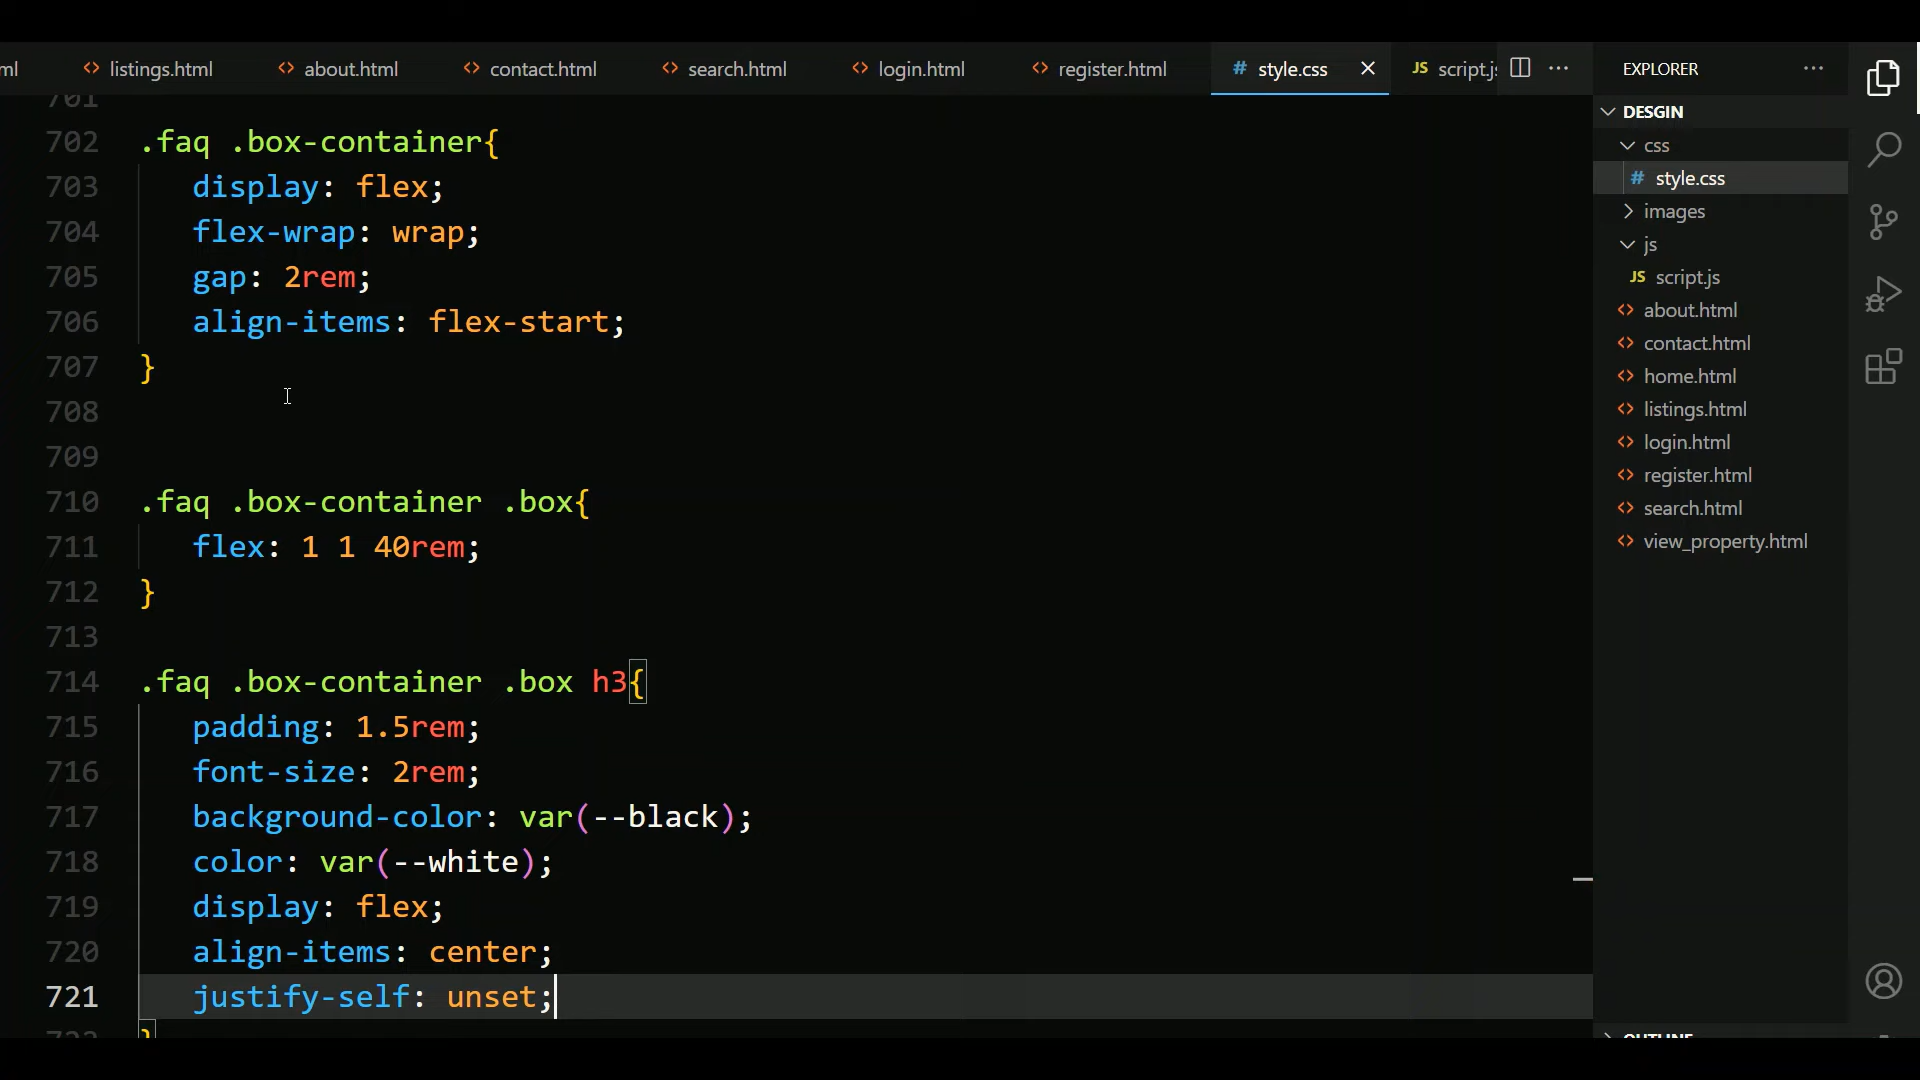 ml listings.html about.html contact.html search.html login.html register.html # style.css JS script.js
EXPLORER
DESGIN
css
# style.css
images
js
JS script.js
about.html
contact.html
home.html
listings.html
login.html
register.html
search.html
view_property.html
OUTLINE
701
702 .faq .box-container{
703 display: flex;
704 flex-wrap: wrap;
705 gap: 2rem;
706 align-items: flex-start;
707 }
708
709
710 .faq .box-container .box{
711 flex: 1 1 40rem;
712 }
713
714 .faq .box-container .box h3{
715 padding: 1.5rem;
716 font-size: 2rem;
717 background-color: var(--black);
718 color: var(--white);
719 display: flex;
720 align-items: center;
721 justify-self: unset;
722 }